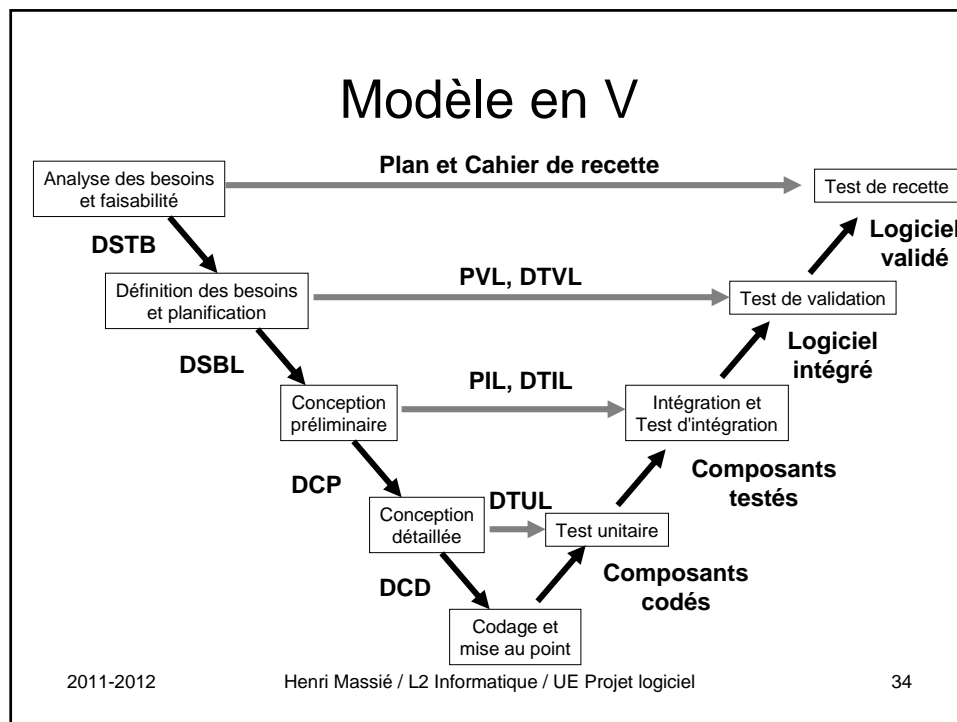 Modèle en V
Plan et Cahier de recette
Analyse des besoins
et faisabilité
Test de recette
DSTB
Logiciel
validé
Définition des besoins
et planification
PVL, DTVL
Test de validation
DSBL
Logiciel
intégré
Conception
préliminaire
PIL, DTIL
Intégration et
Test d'intégration
DCP
Composants
testés
Conception
détaillée
DTUL
Test unitaire
DCD
Composants
codés
Codage et
mise au point
2011-2012
Henri Massié / L2 Informatique / UE Projet logiciel
34